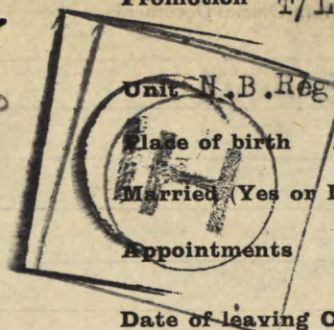 Promotion T/L
Unit N.B.Reg
Place of birth
Married (Yes or
Appointments
H
Date of leaving C